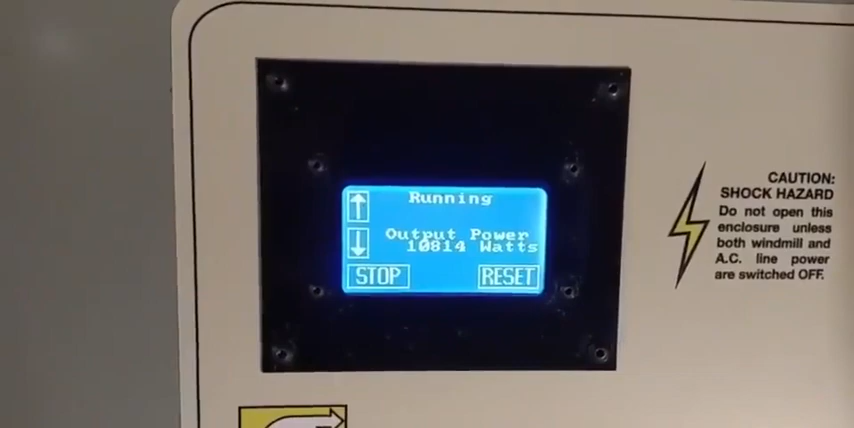 Running
Output Power
10814 Watts
STOP
RESET
CAUTION:
SHOCK HAZARD
Do not open this
enclosure unless
both windmill and
A.C. line power
are switched OFF.